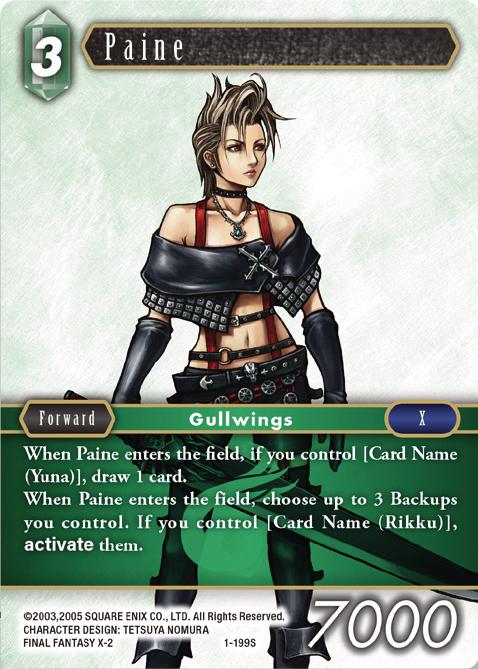 3
Paine
Forward
Gullwings
X
When Paine enters the field, if you control [Card Name
(Yuna)], draw 1 card.
When Paine enters the field, choose up to 3 Backups
you control. If you control [Card Name (Rikku)],
activate them.
©2003,2005 SQUARE ENIX CO., LTD. All Rights Reserved.
CHARACTER DESIGN: TETSUYA NOMURA
FINAL FANTASY X-2
1-199S
7000